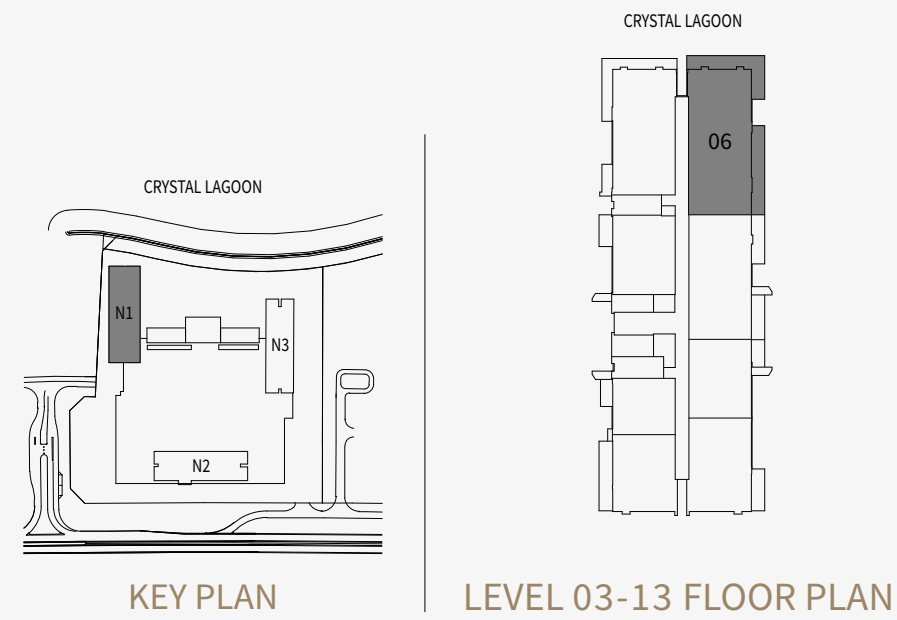 CRYSTAL LAGOON
N1
N3
N2
KEY PLAN
CRYSTAL LAGOON
06
LEVEL 03-13 FLOOR PLAN